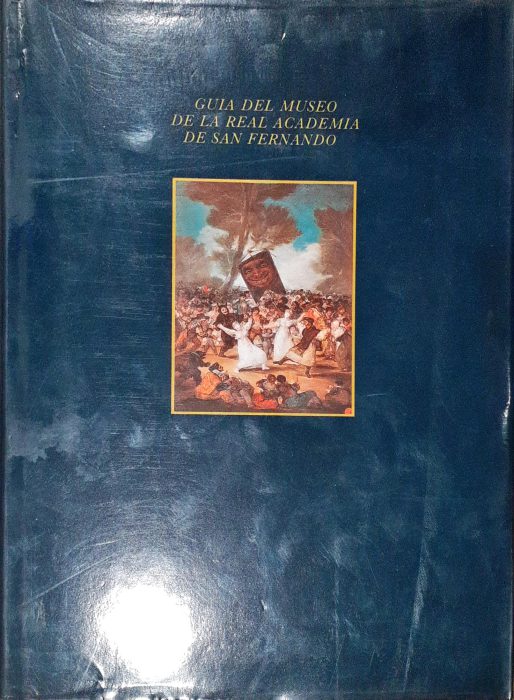 GUIA DEL MUSEO
DE LA REAL ACADEMIA
DE SAN FERNANDO